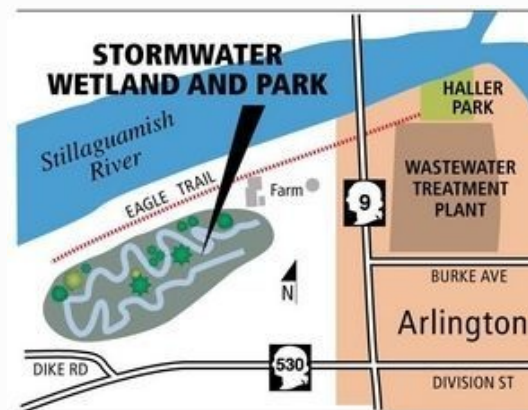 STORMWATER
WETLAND AND PARK
HALLER
PARK
Stillaguamish
River
WASTEWATER
TREATMENT
PLANT
EAGLE TRAIL
Farm
9
BURKE AVE
N
Arlington
530
DIKE RD
DIVISION ST